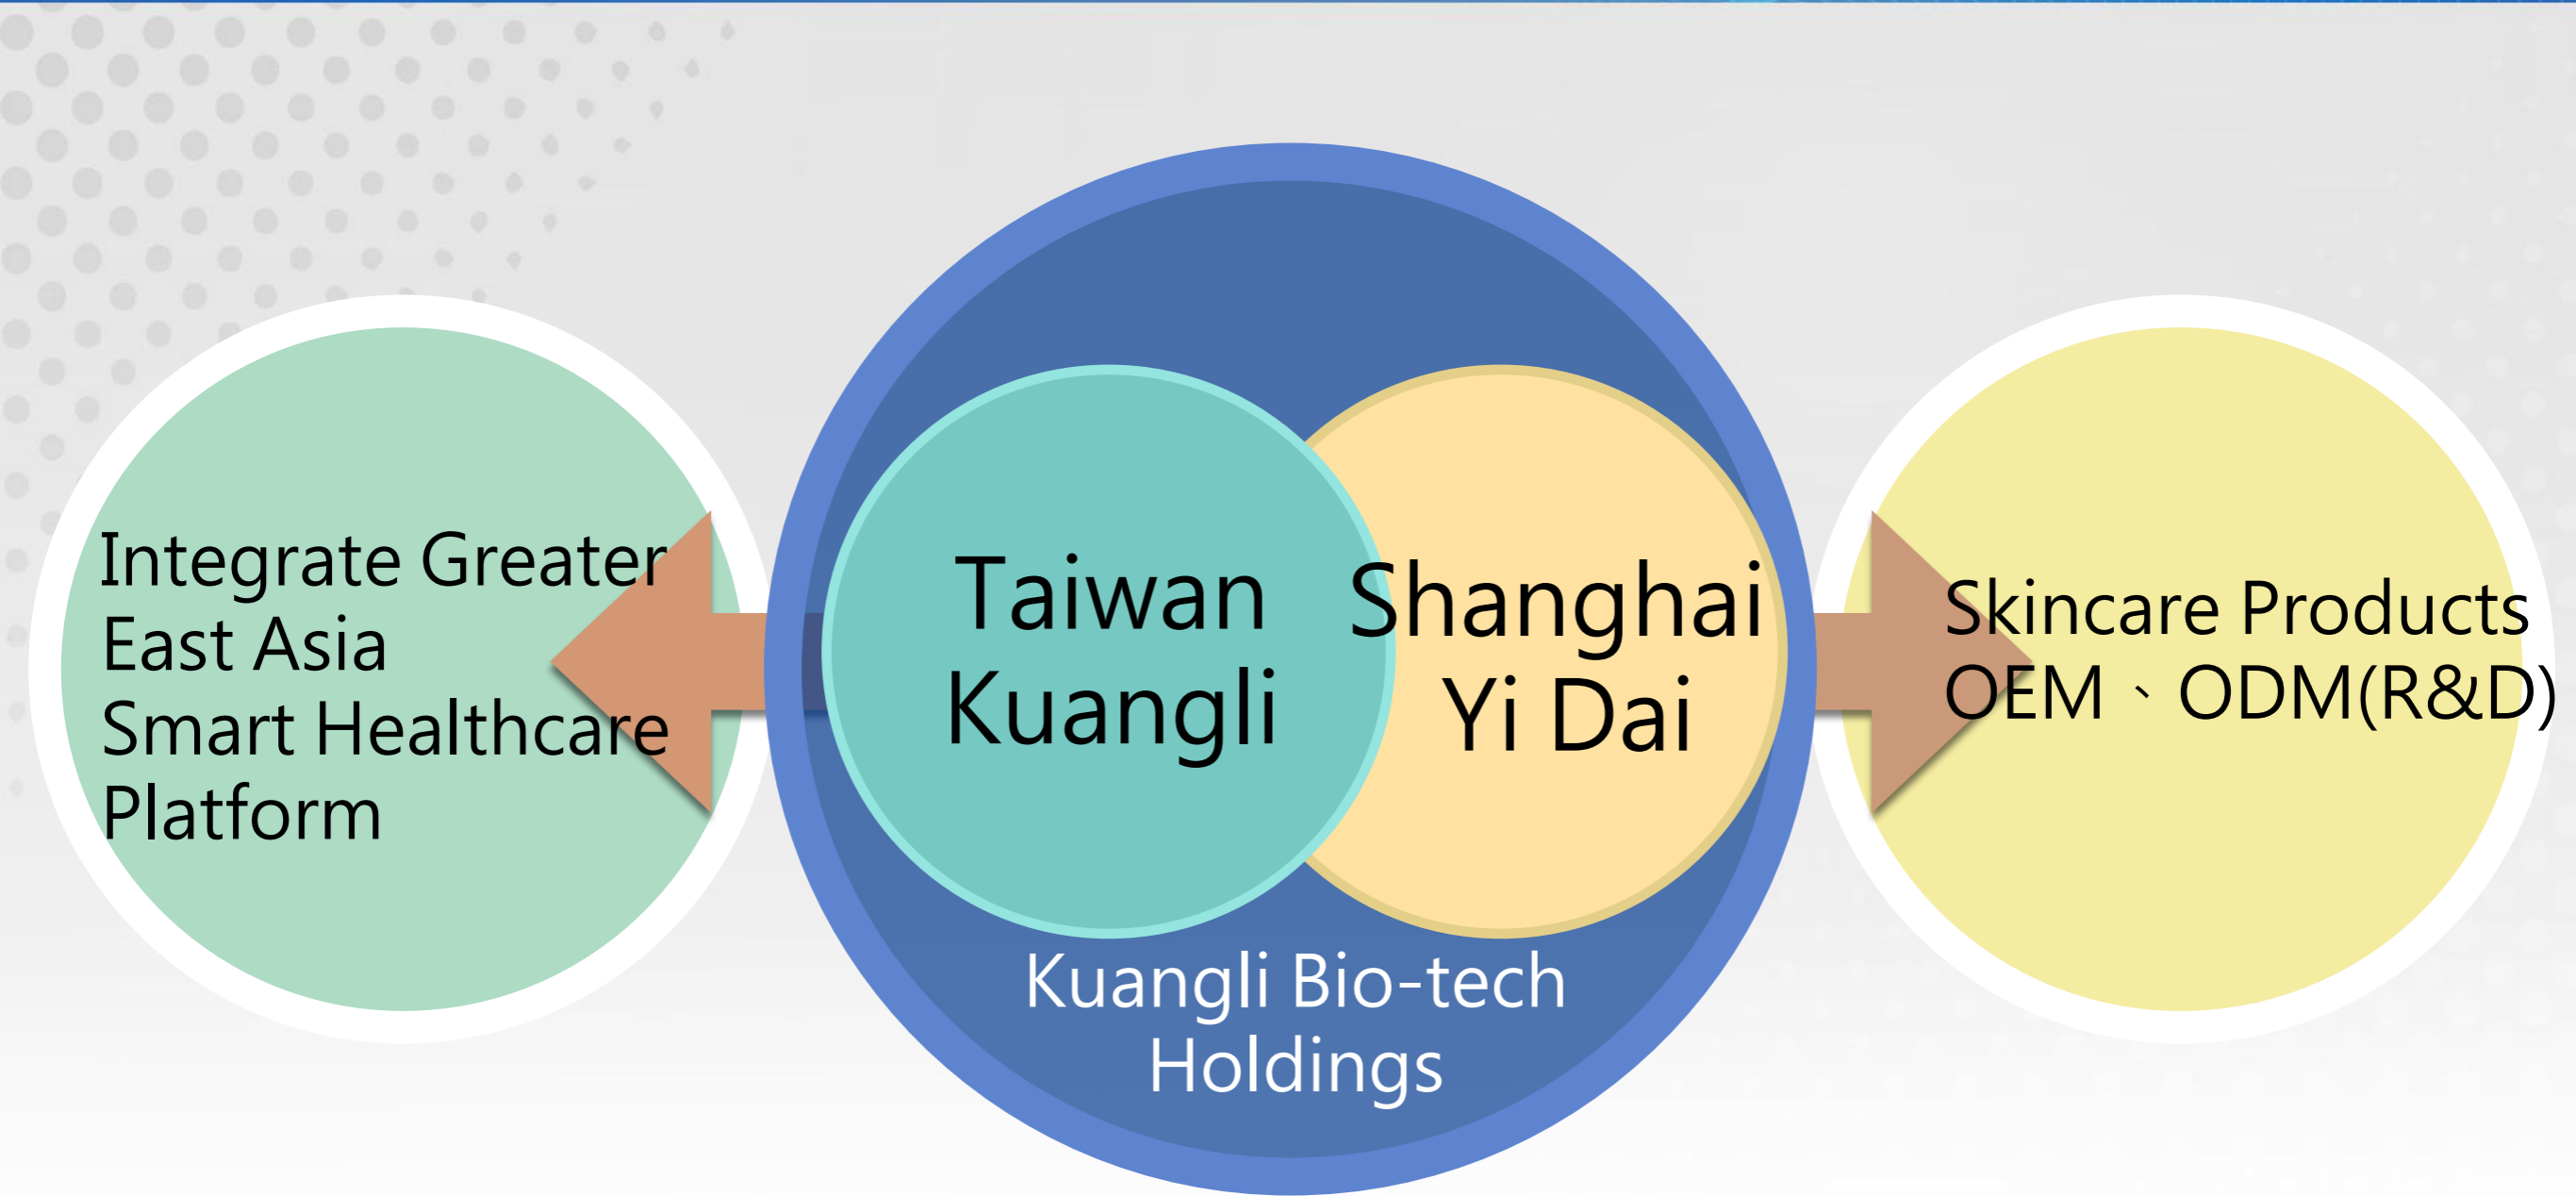 Integrate Greater
East Asia
Smart Healthcare
Platform
Taiwan
Kuangli
Shanghai
Yi Dai
Kuangli Bio-tech
Holdings
Skincare Products
OEM、ODM(R&D)